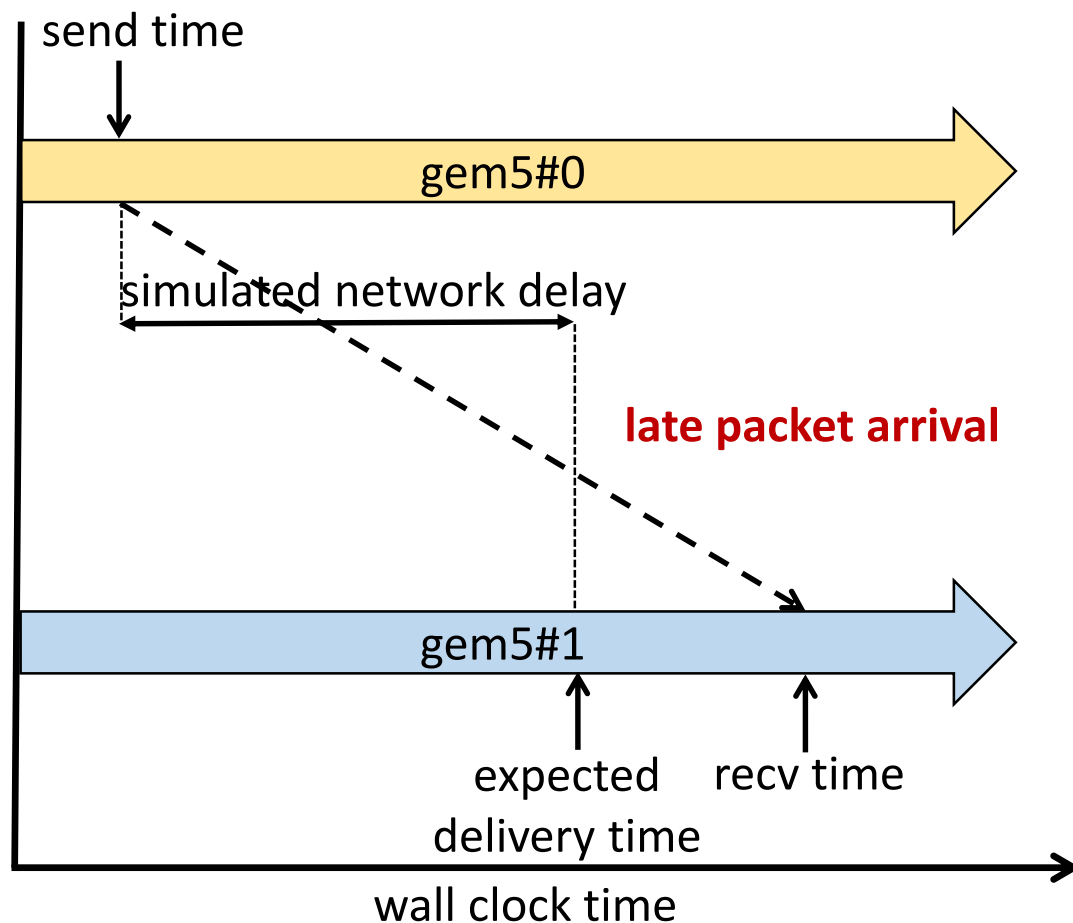 send time
gem5#0
simulated network delay
late packet arrival
gem5#1
expected
delivery time
recv time
wall clock time